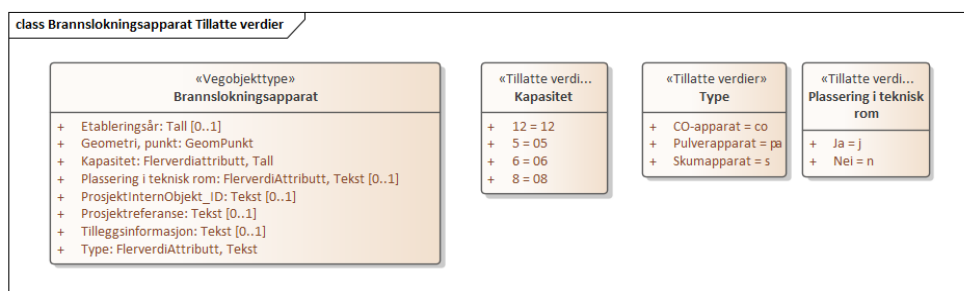 class Brannslokningsapparat Tillatte verdier
«Vegobjekttype»
Brannslokningsapparat
+ Etableringsår: Tall [0..1]
+ Geometri, punkt: GeomPunkt
+ Kapasitet: Flerverdiattributt, Tall
+ Plassering i teknisk rom: FlerverdiAttributt, Tekst [0..1]
+ ProsjektInternObjekt_ID: Tekst [0..1]
+ Prosjektreferanse: Tekst [0..1]
+ Tilleggsinformasjon: Tekst [0..1]
+ Type: FlerverdiAttributt, Tekst
«Tillatte verdi...
Kapasitet
+ 12 = 12
+ 5 = 05
+ 6 = 06
+ 8 = 08
«Tillatte verdier»
Type
+ CO-apparat = co
+ Pulverapparat = pa
+ Skumapparat = s
«Tillatte verdi...
Plassering i teknisk
rom
+ Ja = j
+ Nei = n